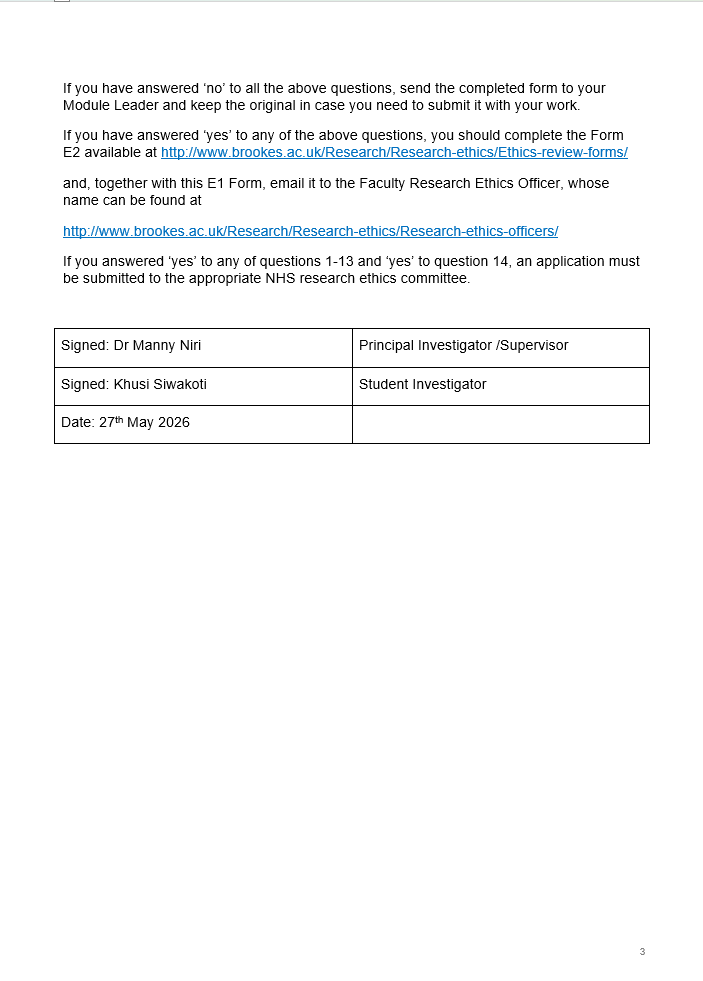 If you have answered ‘no’ to all the above questions, send the completed form to your
Module Leader and keep the original in case you need to submit it with your work.
If you have answered ‘yes’ to any of the above questions, you should complete the Form
E2 available at http://www.brookes.ac.uk/Research/Research-ethics/Ethics-review-forms/
and, together with this E1 Form, email it to the Faculty Research Ethics Officer, whose
name can be found at
http://www.brookes.ac.uk/Research/Research-ethics/Research-ethics-officers/
If you answered ‘yes’ to any of questions 1-13 and ‘yes’ to question 14, an application must
be submitted to the appropriate NHS research ethics committee.
Signed: Dr Manny Niri
Principal Investigator /Supervisor
Signed: Khusi Siwakoti
Student Investigator
Date: 27th May 2026
3